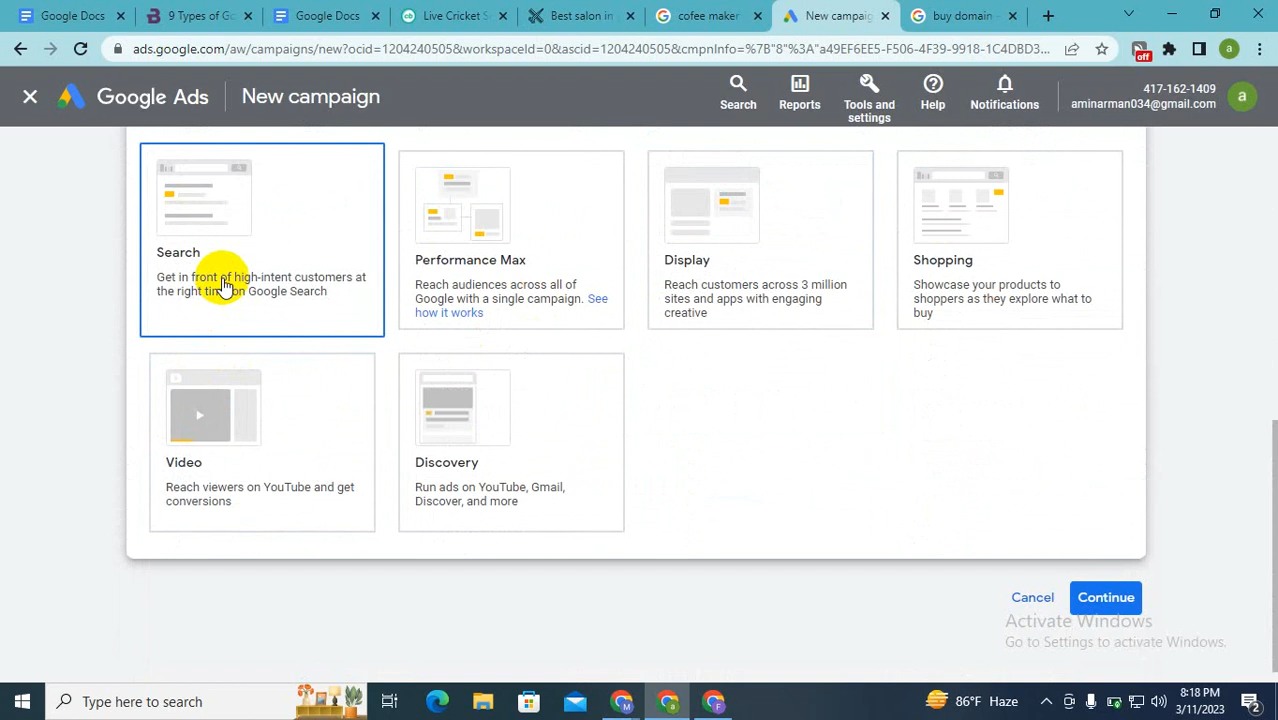 Google Docs
9 Types of Go
Google Docs
Live Cricket S
Best salon in
cofee maker
New campaig
buy domain -
ads.google.com/aw/campaigns/new?ocid=1204240505&workspaceId=0&ascid=1204240505&cmpnInfo=%7B"8"%3A"a49EF6EE5-F506-4F39-9918-1C4DBD3...
off
a
Google Ads
New campaign
Search
Reports
Tools and
settings
Help
Notifications
417-162-1409
aminarman034@gmail.com
a
Search
Get in front of high-intent customers at
the right time on Google Search
Performance Max
Reach audiences across all of
Google with a single campaign. See
how it works
Display
Reach customers across 3 million
sites and apps with engaging
creative
Shopping
Showcase your products to
shoppers as they explore what to
buy
Video
Reach viewers on YouTube and get
conversions
Discovery
Run ads on YouTube, Gmail,
Discover, and more
Cancel
Continue
Activate Windows
Go to Settings to activate Windows.
Type here to search
86°F Haze
8:18 PM
3/11/2023
2